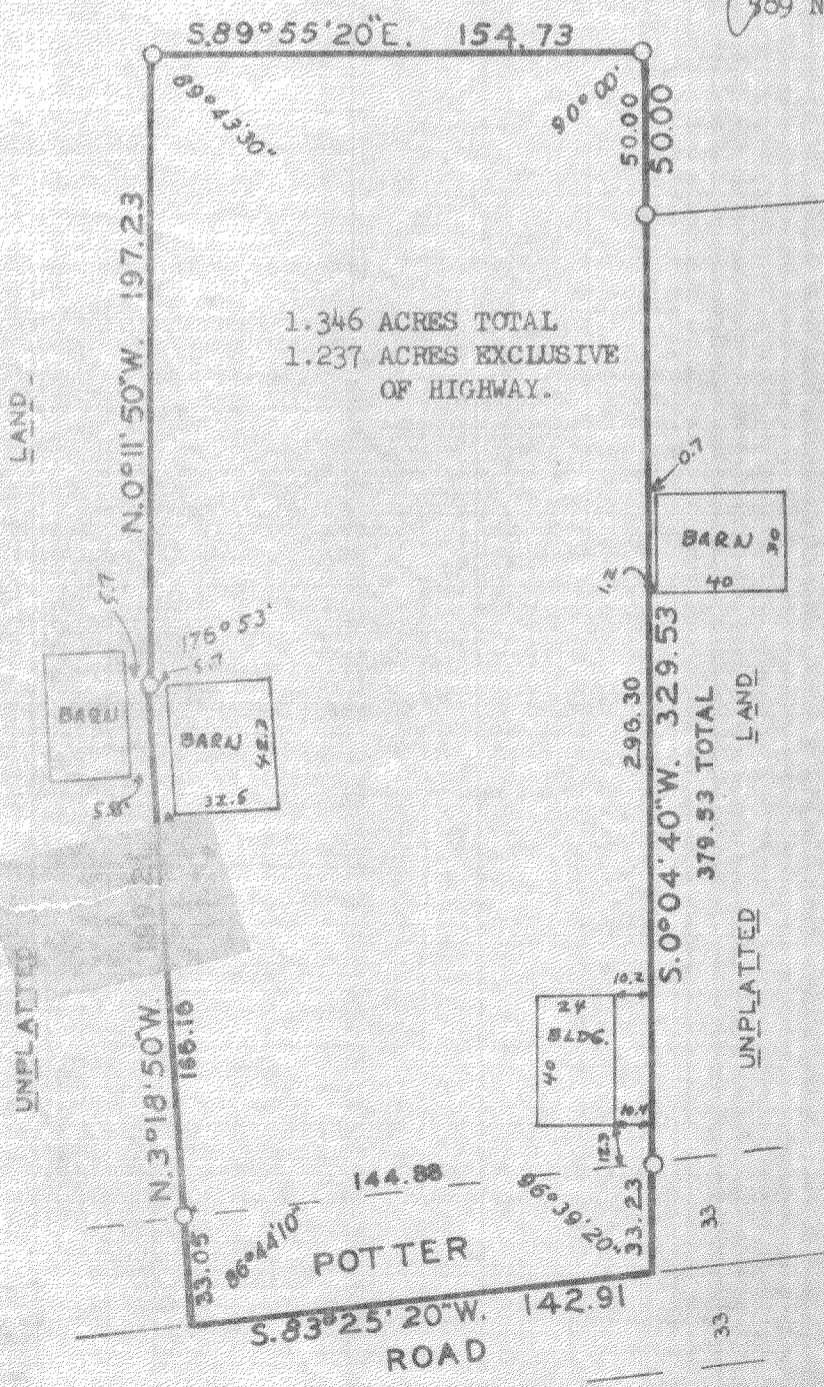 S.89°55'20"E. 154.73
89°43'30"
90°00'
50.00
50.00
N.0°11'50"W. 197.23
1.346 ACRES TOTAL
1.237 ACRES EXCLUSIVE
OF HIGHWAY.
LAND
0.7
BARN
30
40
1.2
5.7
176°53'
5.7
BARN
BARN
32.5
296.30
S.0°04'40"W. 329.53
379.53 TOTAL
LAND
UNPLATTED
UNPLATTED
N.3°18'50"W.
166.16
10.2
24
BLDG.
40
10.4
12.3
144.88
33.05
86°44'10"
96°39'20"
33.23
33
POTTER
S.83°25'20"W. 142.91
ROAD
33